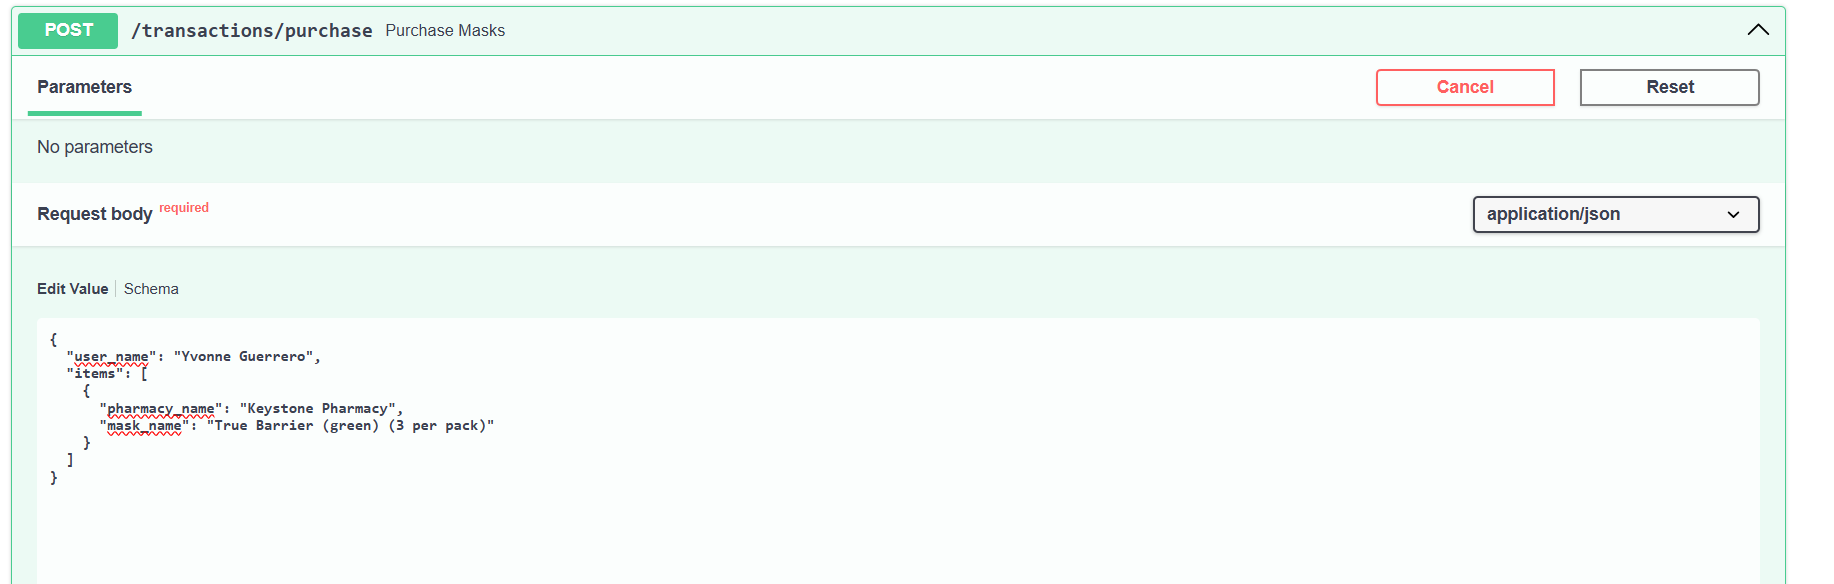 POST /transactions/purchase Purchase Masks
Parameters Cancel Reset
No parameters
Request body required application/json
Edit Value Schema
{
  "user_name": "Yvonne Guerrero",
  "items": [
    {
      "pharmacy_name": "Keystone Pharmacy",
      "mask_name": "True Barrier (green) (3 per pack)"
    }
  ]
}